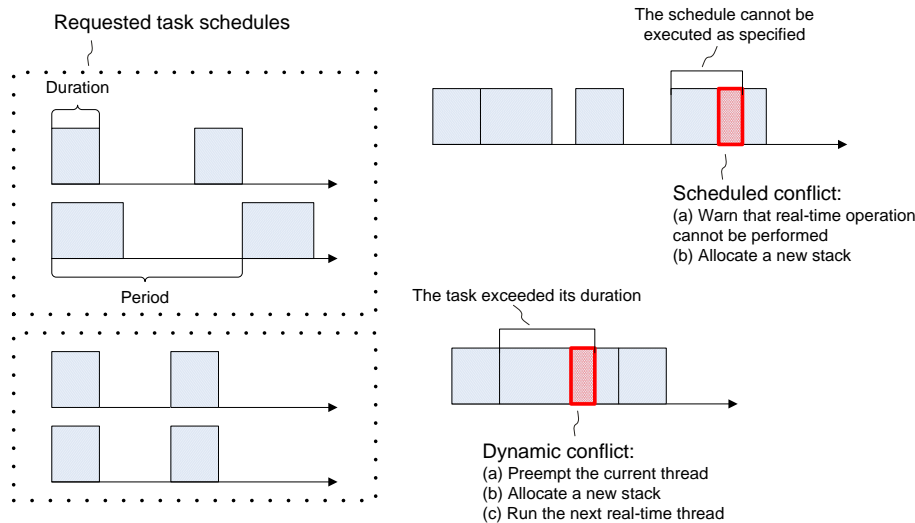 Requested task schedules
Duration
Period
The schedule cannot be
executed as specified
Scheduled conflict:
(a) Warn that real-time operation
cannot be performed
(b) Allocate a new stack
The task exceeded its duration
Dynamic conflict:
(a) Preempt the current thread
(b) Allocate a new stack
(c) Run the next real-time thread